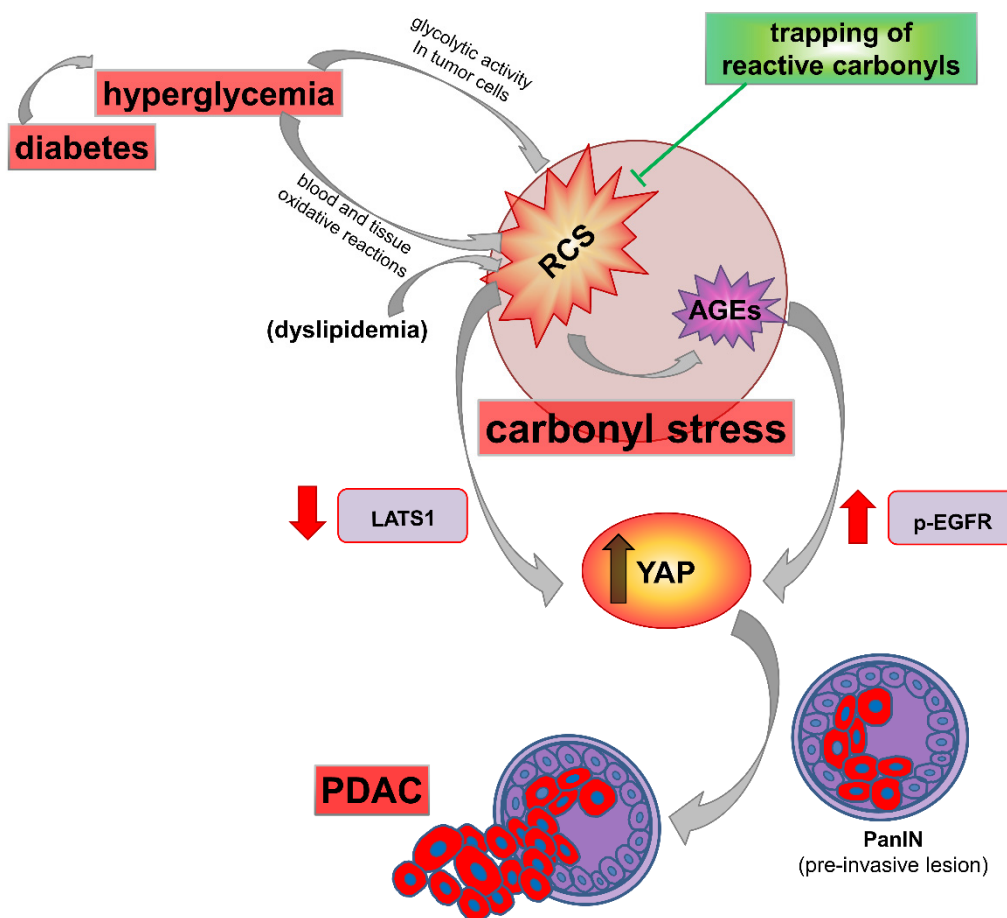 glycolytic activity
In tumor cells
trapping of
reactive carbonyls
hyperglycemia
diabetes
blood and tissue
oxidative reactions
RCS
AGEs
(dyslipidemia)
carbonyl stress
LATS1
p-EGFR
YAP
PDAC
PanIN
(pre-invasive lesion)